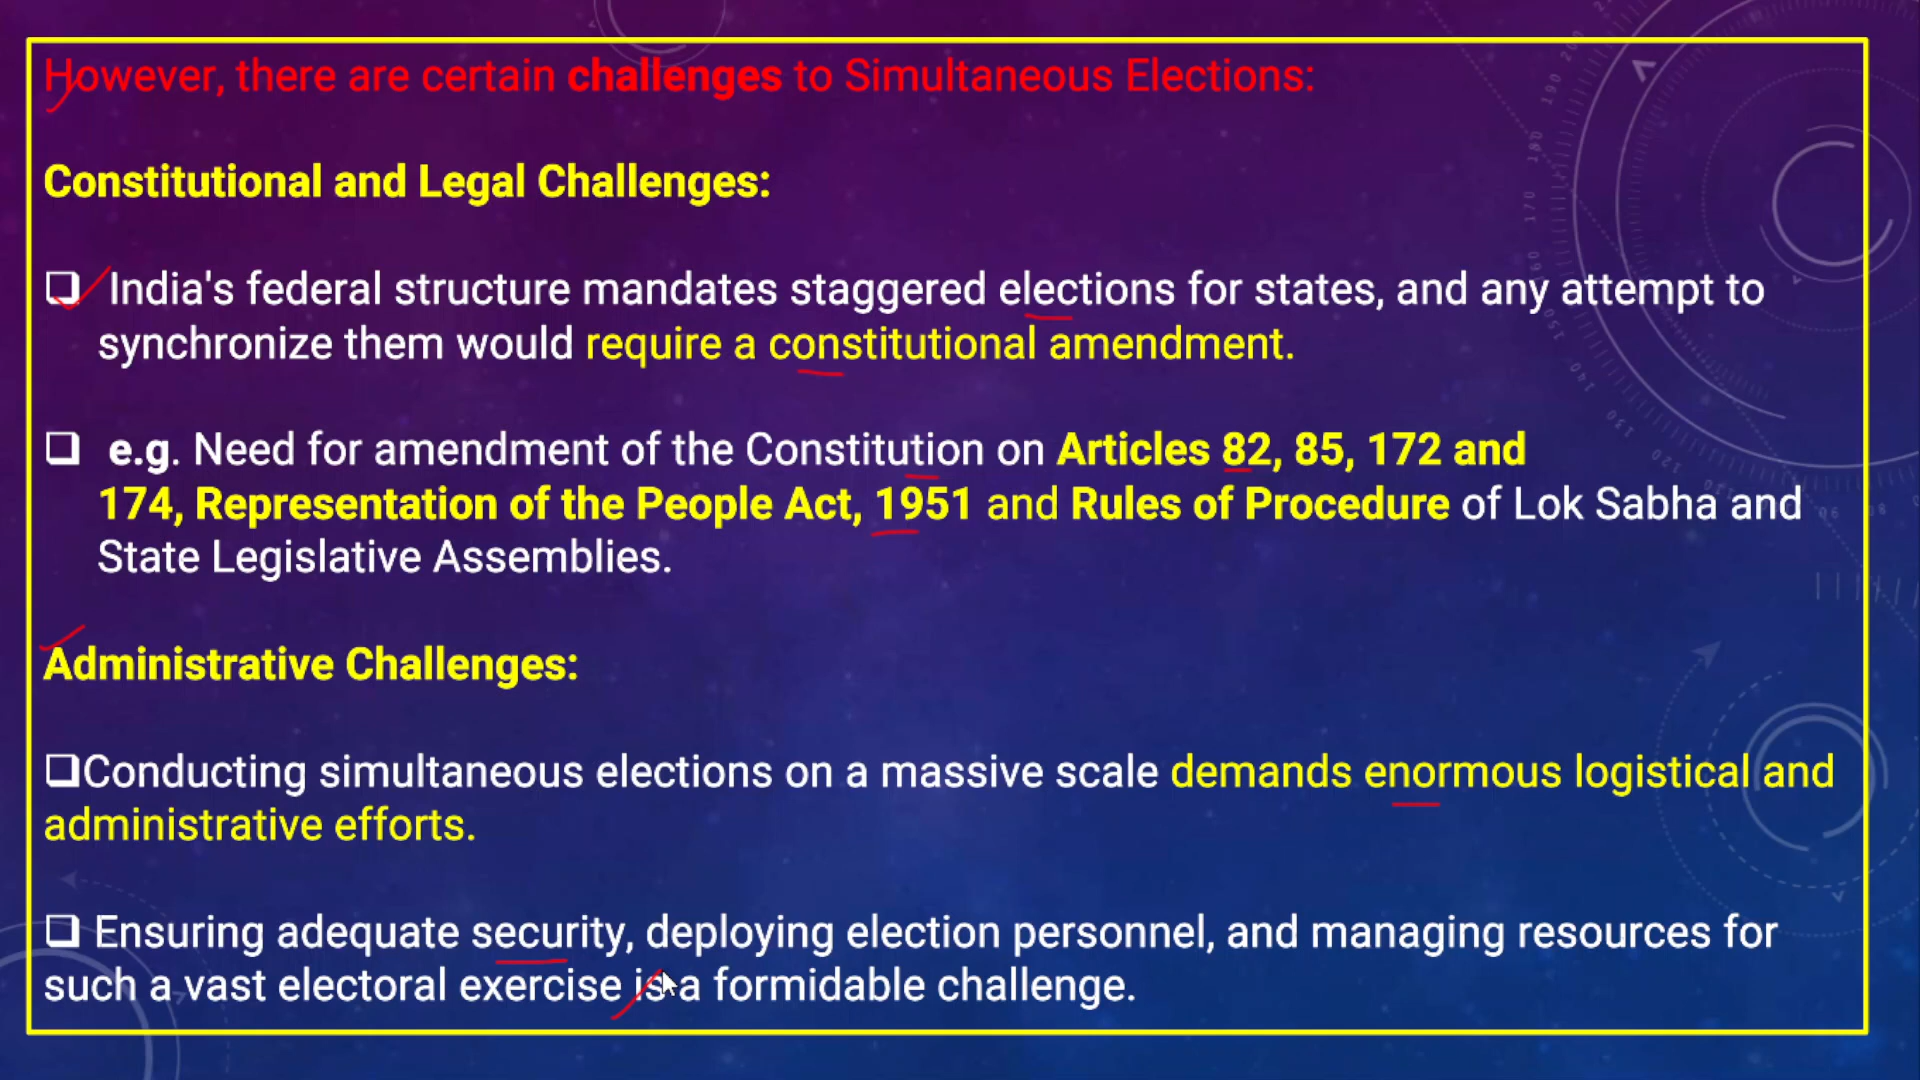 However, there are certain challenges to Simultaneous Elections:
Constitutional and Legal Challenges:
❑ India's federal structure mandates staggered elections for states, and any attempt to
synchronize them would require a constitutional amendment.
❑ e.g. Need for amendment of the Constitution on Articles 82, 85, 172 and
174, Representation of the People Act, 1951 and Rules of Procedure of Lok Sabha and
State Legislative Assemblies.
Administrative Challenges:
❑Conducting simultaneous elections on a massive scale demands enormous logistical and
administrative efforts.
❑ Ensuring adequate security, deploying election personnel, and managing resources for
such a vast electoral exercise is a formidable challenge.